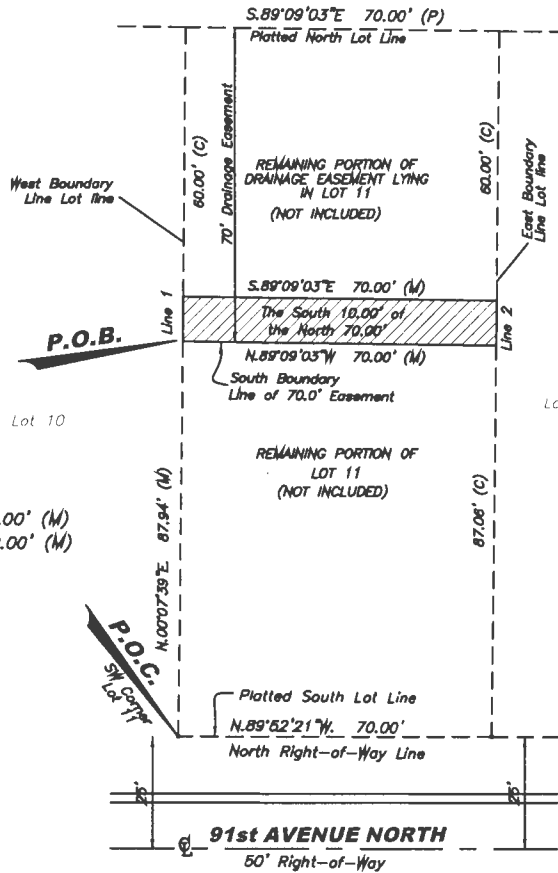 S.89°09'03"E 70.00' (P)
Platted North Lot Line
60.00' (C)
70' Drainage Easement
60.00' (C)
West Boundary
Line Lot line
REMAINING PORTION OF
DRAINAGE EASEMENT LYING
IN LOT 11
(NOT INCLUDED)
East Boundary
Line Lot line
S.89°09'03"E 70.00' (M)
Line 1
The South 10.00' of
the North 70.00'
Line 2
P.O.B.
N.89°09'03"W 70.00' (M)
South Boundary
Line of 70.0' Easement
Lot 10
Lo
REMAINING PORTION OF
LOT 11
(NOT INCLUDED)
.00' (M)
.00' (M)
N.00°07'39"E 87.94' (M)
87.06' (C)
P.O.C.
SW Corner
Lot 11
Platted South Lot Line
N.89°52'21"W. 70.00'
North Right-of-Way Line
25'
25'
91st AVENUE NORTH
50' Right-of-Way